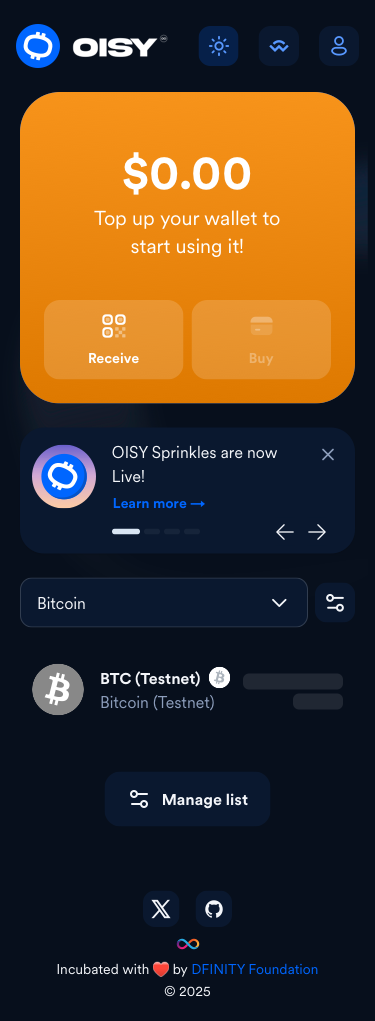 OISY
$0.00
Top up your wallet to
start using it!
Receive
Buy
OISY Sprinkles are now
Live!
Learn more →
Bitcoin
BTC (Testnet)
Bitcoin (Testnet)
Manage list
Incubated with ❤️ by DFINITY Foundation
© 2025